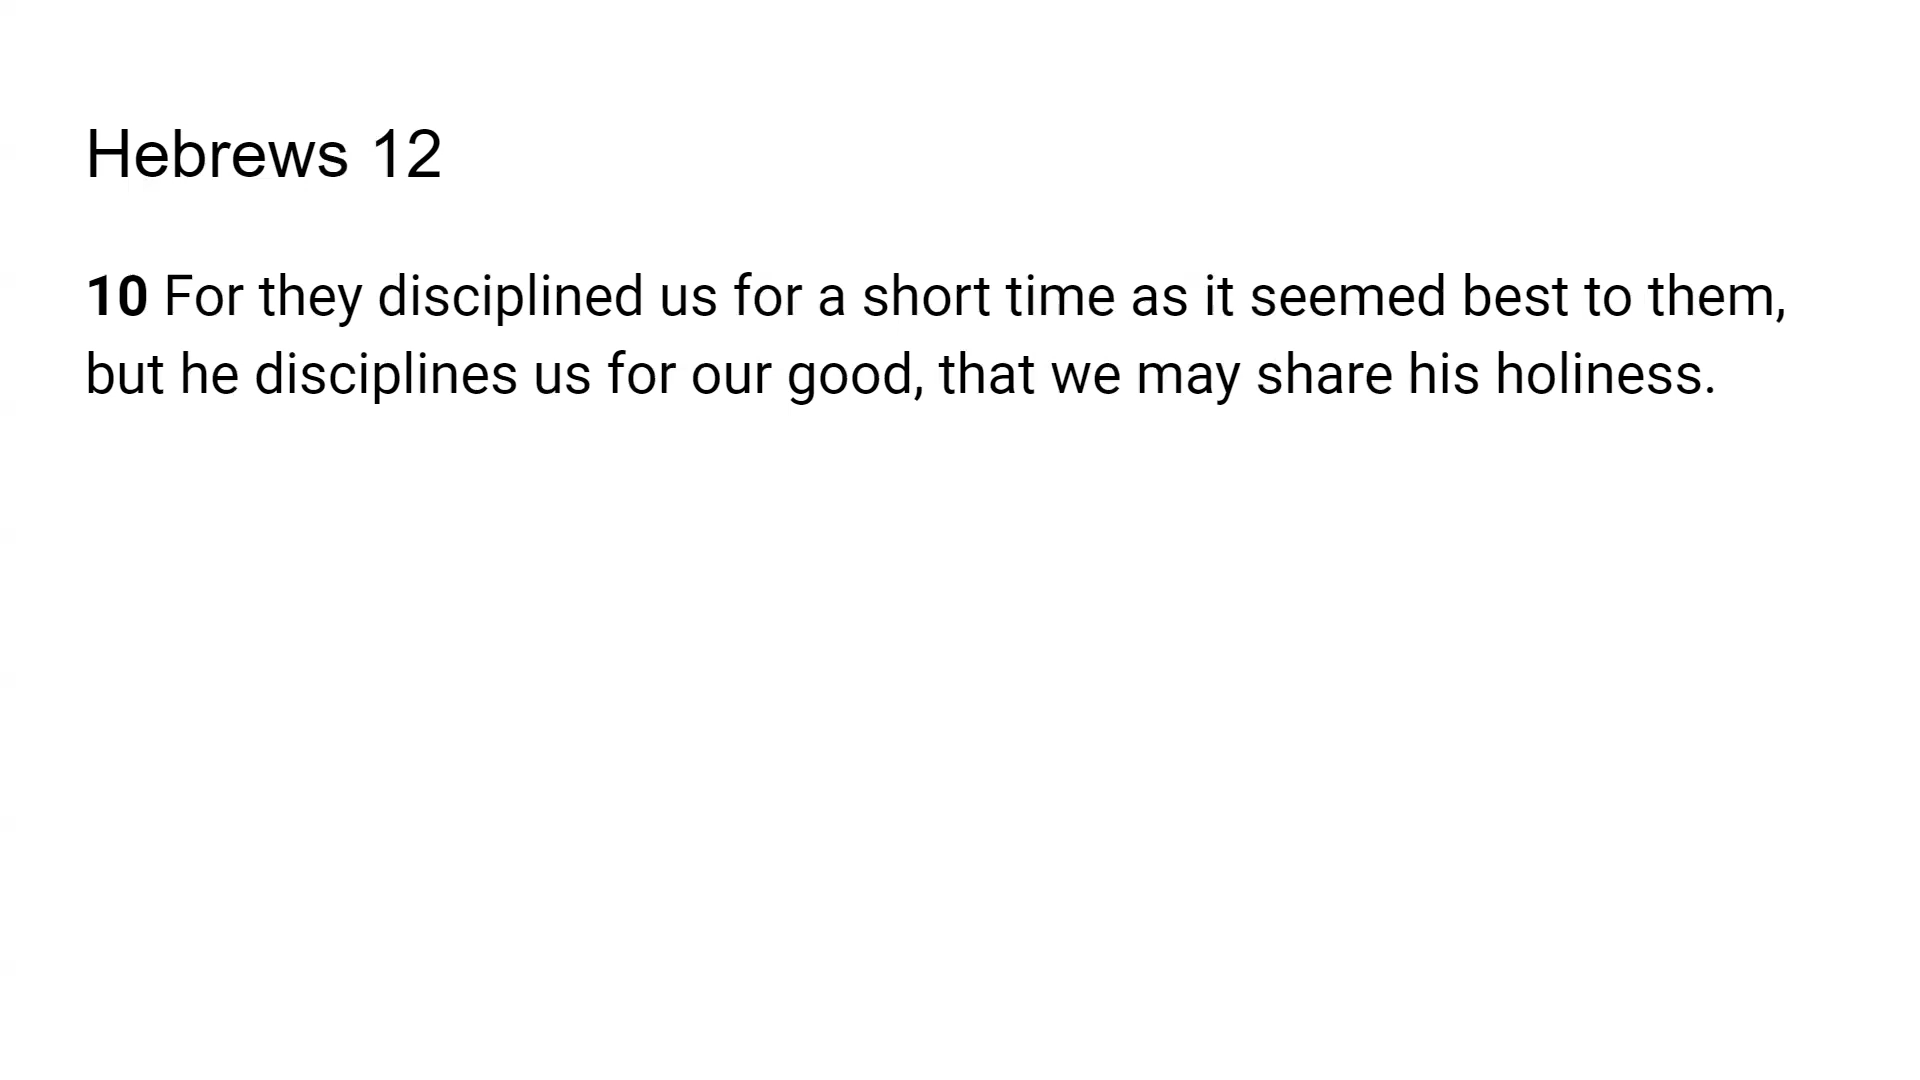 Hebrews 12
10 For they disciplined us for a short time as it seemed best to them,
but he disciplines us for our good, that we may share his holiness.